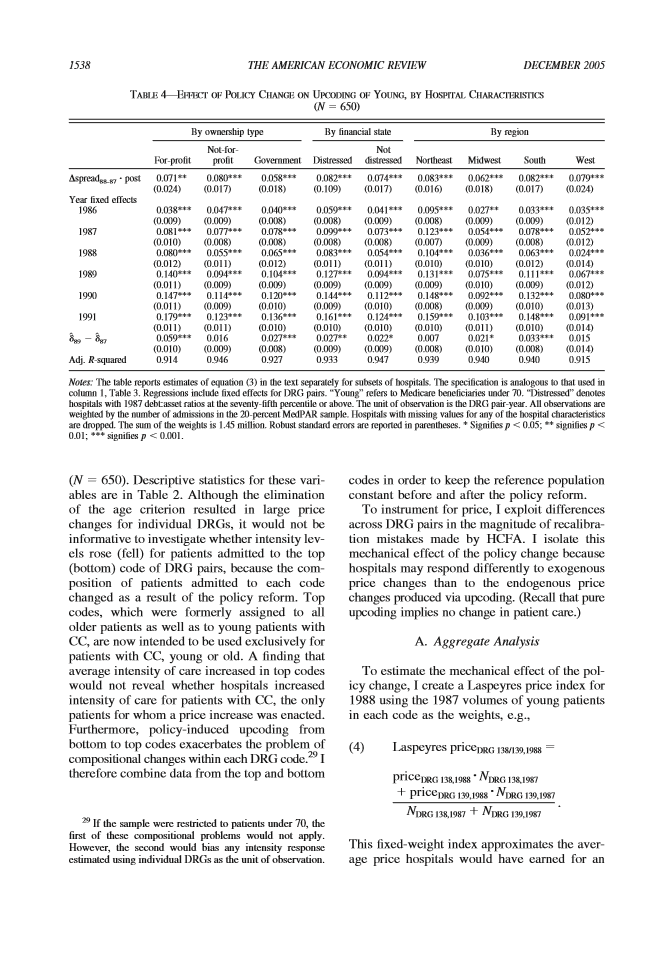 1538 THE AMERICAN ECONOMIC REVIEW DECEMBER 2005
TABLE 4—EFFECT OF POLICY CHANGE ON UPCODING OF YOUNG, BY HOSPITAL CHARACTERISTICS
(N = 650)
By ownership type By financial state By region
For-profit Not-for-profit Government Distressed Not distressed Northeast Midwest South West
Δspread88–87 · post 0.071** 0.080*** 0.058*** 0.082*** 0.074*** 0.083*** 0.062*** 0.082*** 0.079***
(0.024) (0.017) (0.018) (0.109) (0.017) (0.016) (0.018) (0.017) (0.024)
Year fixed effects
1986 0.038*** 0.047*** 0.040*** 0.059*** 0.041*** 0.095*** 0.027** 0.033*** 0.035***
(0.009) (0.009) (0.008) (0.008) (0.009) (0.008) (0.009) (0.009) (0.012)
1987 0.081*** 0.077*** 0.078*** 0.099*** 0.073*** 0.123*** 0.054*** 0.078*** 0.052***
(0.010) (0.008) (0.008) (0.008) (0.008) (0.007) (0.009) (0.008) (0.012)
1988 0.080*** 0.055*** 0.065*** 0.083*** 0.054*** 0.104*** 0.036*** 0.063*** 0.024***
(0.012) (0.011) (0.012) (0.011) (0.011) (0.010) (0.010) (0.012) (0.014)
1989 0.140*** 0.094*** 0.104*** 0.127*** 0.094*** 0.131*** 0.075*** 0.111*** 0.067***
(0.011) (0.009) (0.009) (0.009) (0.009) (0.009) (0.010) (0.009) (0.012)
1990 0.147*** 0.114*** 0.120*** 0.144*** 0.112*** 0.148*** 0.092*** 0.132*** 0.080***
(0.011) (0.009) (0.010) (0.009) (0.010) (0.008) (0.009) (0.010) (0.013)
1991 0.179*** 0.123*** 0.136*** 0.161*** 0.124*** 0.159*** 0.103*** 0.148*** 0.091***
(0.011) (0.011) (0.010) (0.010) (0.010) (0.010) (0.011) (0.010) (0.014)
δ̂89 − δ̂87 0.059*** 0.016 0.027*** 0.027** 0.022* 0.007 0.021* 0.033*** 0.015
(0.010) (0.009) (0.008) (0.009) (0.009) (0.008) (0.010) (0.008) (0.014)
Adj. R-squared 0.914 0.946 0.927 0.933 0.947 0.939 0.940 0.940 0.915
Notes: The table reports estimates of equation (3) in the text separately for subsets of hospitals. The specification is analogous to that used in
column 1, Table 3. Regressions include fixed effects for DRG pairs. "Young" refers to Medicare beneficiaries under 70. "Distressed" denotes
hospitals with 1987 debt:asset ratios at the seventy-fifth percentile or above. The unit of observation is the DRG pair-year. All observations are
weighted by the number of admissions in the 20-percent MedPAR sample. Hospitals with missing values for any of the hospital characteristics
are dropped. The sum of the weights is 1.45 million. Robust standard errors are reported in parentheses. * Signifies p < 0.05; ** signifies p <
0.01; *** signifies p < 0.001.
(N = 650). Descriptive statistics for these vari-
ables are in Table 2. Although the elimination
of the age criterion resulted in large price
changes for individual DRGs, it would not be
informative to investigate whether intensity lev-
els rose (fell) for patients admitted to the top
(bottom) code of DRG pairs, because the com-
position of patients admitted to each code
changed as a result of the policy reform. Top
codes, which were formerly assigned to all
older patients as well as to young patients with
CC, are now intended to be used exclusively for
patients with CC, young or old. A finding that
average intensity of care increased in top codes
would not reveal whether hospitals increased
intensity of care for patients with CC, the only
patients for whom a price increase was enacted.
Furthermore, policy-induced upcoding from
bottom to top codes exacerbates the problem of
compositional changes within each DRG code.29 I
therefore combine data from the top and bottom
29 If the sample were restricted to patients under 70, the
first of these compositional problems would not apply.
However, the second would bias any intensity response
estimated using individual DRGs as the unit of observation.
codes in order to keep the reference population
constant before and after the policy reform.
To instrument for price, I exploit differences
across DRG pairs in the magnitude of recalibra-
tion mistakes made by HCFA. I isolate this
mechanical effect of the policy change because
hospitals may respond differently to exogenous
price changes than to the endogenous price
changes produced via upcoding. (Recall that pure
upcoding implies no change in patient care.)
A. Aggregate Analysis
To estimate the mechanical effect of the pol-
icy change, I create a Laspeyres price index for
1988 using the 1987 volumes of young patients
in each code as the weights, e.g.,
(4) Laspeyres priceDRG 138/139,1988 =
priceDRG 138,1988 · NDRG 138,1987
+ priceDRG 139,1988 · NDRG 139,1987
NDRG 138,1987 + NDRG 139,1987 .
This fixed-weight index approximates the aver-
age price hospitals would have earned for an